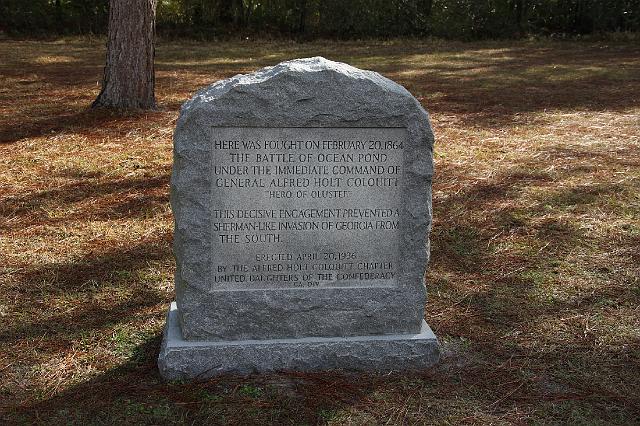 HERE WAS FOUGHT ON FEBRUARY 20, 1864
THE BATTLE OF OCEAN POND
UNDER THE IMMEDIATE COMMAND OF
GENERAL ALFRED HOLT COLQUITT
"HERO OF OLUSTEE"
THIS DECISIVE ENGAGEMENT PREVENTED A
SHERMAN-LIKE INVASION OF GEORGIA FROM
THE SOUTH.
ERECTED APRIL 20, 1936
BY THE ALFRED HOLT COLQUITT CHAPTER
UNITED DAUGHTERS OF THE CONFEDERACY
GA. DIV.